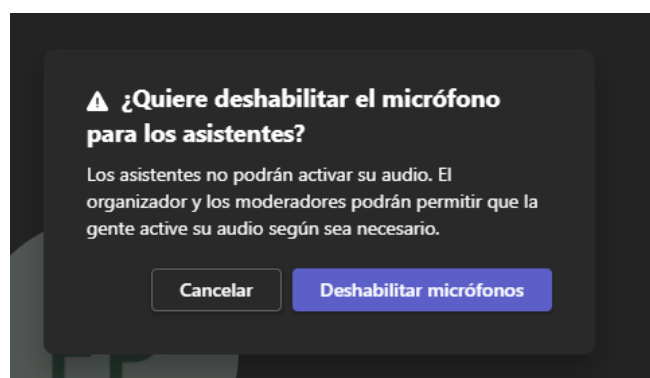 ¿Quiere deshabilitar el micrófono
para los asistentes?
Los asistentes no podrán activar su audio. El
organizador y los moderadores podrán permitir que la
gente active su audio según sea necesario.
Cancelar
Deshabilitar micrófonos